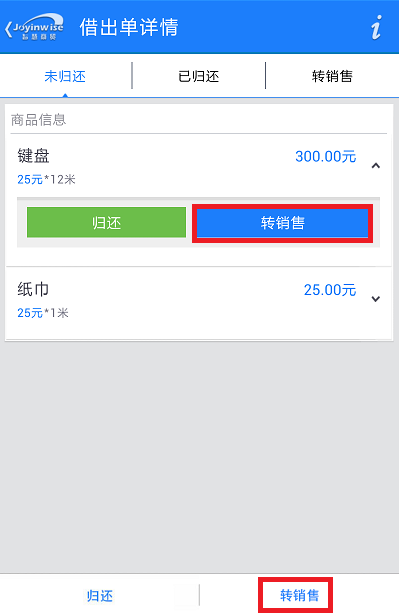 Joyinwise
智慧商贸
借出单详情
i
未归还
已归还
转销售
商品信息
键盘 300.00元
25元*12米
归还 转销售
纸巾 25.00元
25元*1米
归还 转销售